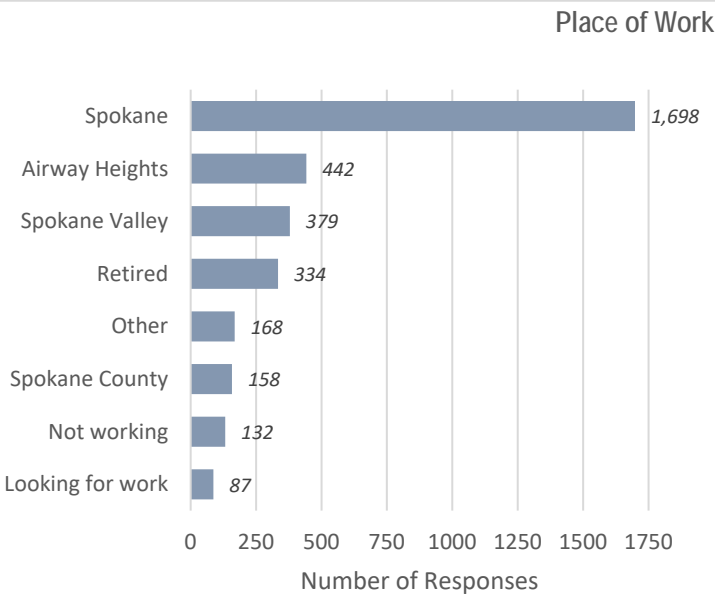 Place of Work
Spokane 1,698
Airway Heights 442
Spokane Valley 379
Retired 334
Other 168
Spokane County 158
Not working 132
Looking for work 87
0 250 500 750 1000 1250 1500 1750
Number of Responses